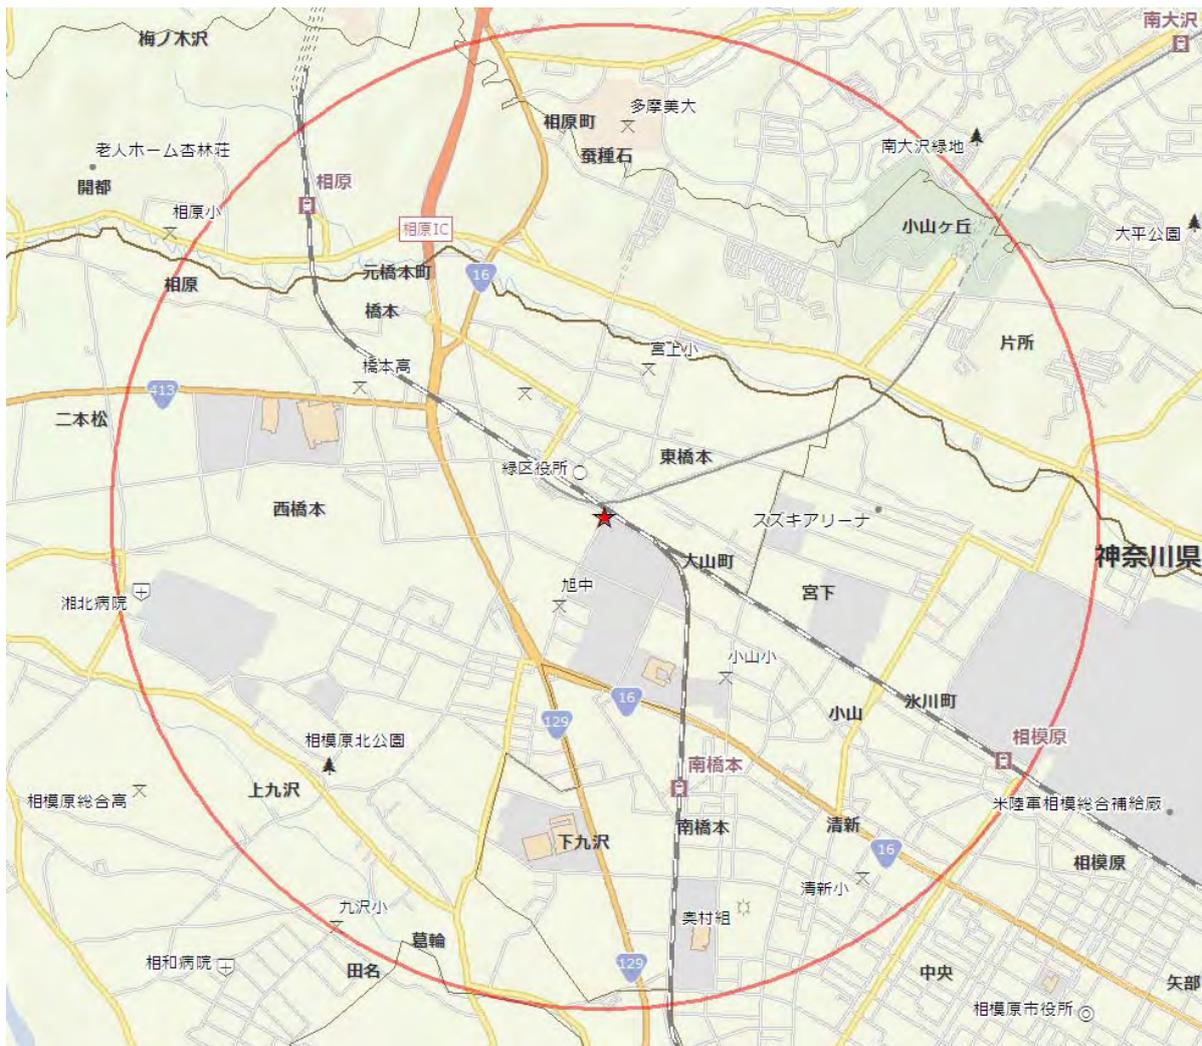 南大沢
梅ノ木沢
多摩美大
相原町
南大沢緑地
老人ホーム杏林荘
蚕種石
開都
相原
相原小
相原IC
小山ヶ丘
大平公園
元橋本町
16
相原
橋本
片所
宮上小
橋本高
413
二本松
東橋本
緑区役所
西橋本
スズキアリーナ
大山町
神奈川県
旭中
宮下
湘北病院
小山小
16
小山
氷川町
129
相模原
相模原北公園
南橋本
上九沢
相模原総合高
米陸軍相模総合補給廠
南橋本
清新
下九沢
16
相模原
清新小
九沢小
奥村組
葛輪
相和病院
田名
129
中央
矢部
相模原市役所